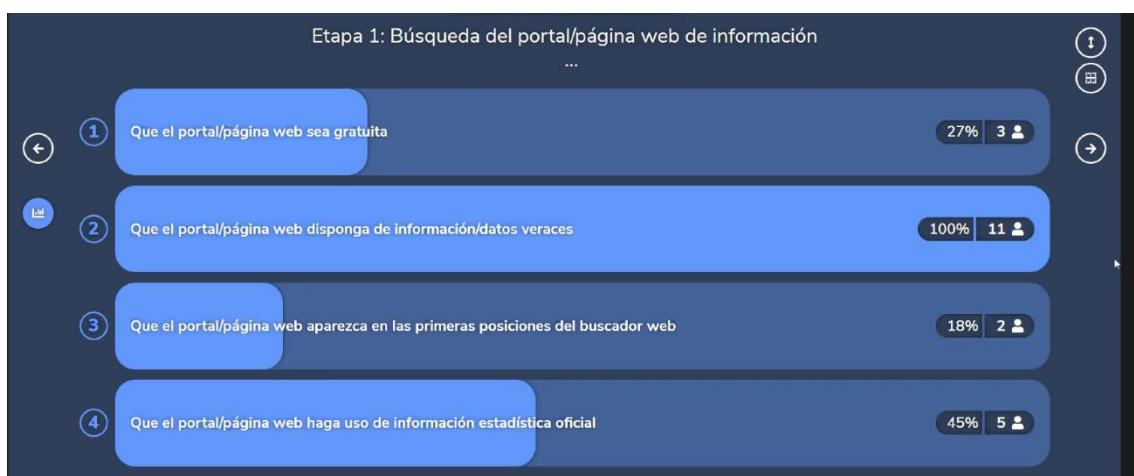 Etapa 1: Búsqueda del portal/página web de información
...
1 Que el portal/página web sea gratuita 27% 3
2 Que el portal/página web disponga de información/datos veraces 100% 11
3 Que el portal/página web aparezca en las primeras posiciones del buscador web 18% 2
4 Que el portal/página web haga uso de información estadística oficial 45% 5